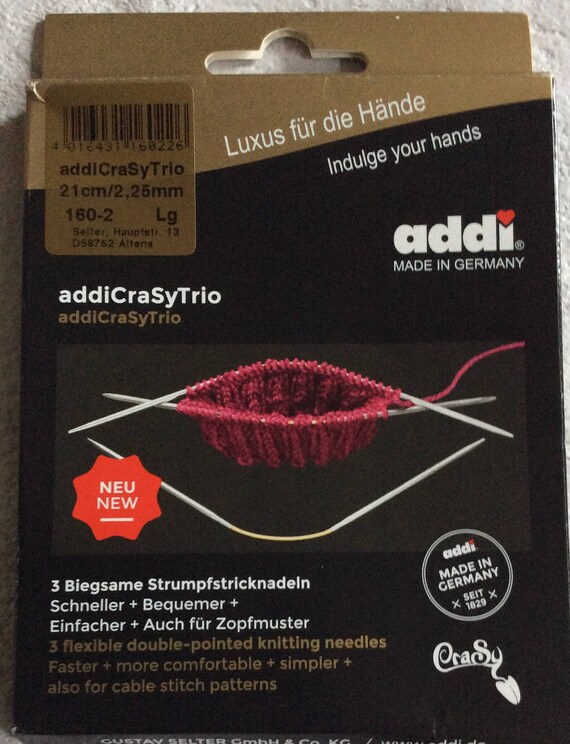 4 016431 160226
addiCraSyTrio
21cm/2,25mm
160-2 Lg
Selter, Hauptstr. 13
D58762 Altena
Luxus für die Hände
Indulge your hands
addi®
MADE IN GERMANY
addiCraSyTrio
addiCraSyTrio
NEU
NEW
3 Biegsame Strumpfstricknadeln
Schneller + Bequemer +
Einfacher + Auch für Zopfmuster
3 flexible double-pointed knitting needles
Faster + more comfortable + simpler +
also for cable stitch patterns
addi
MADE IN
GERMANY
SEIT
1829
CraSy
GUSTAV SELTER GmbH & Co. KG / www.addi.de